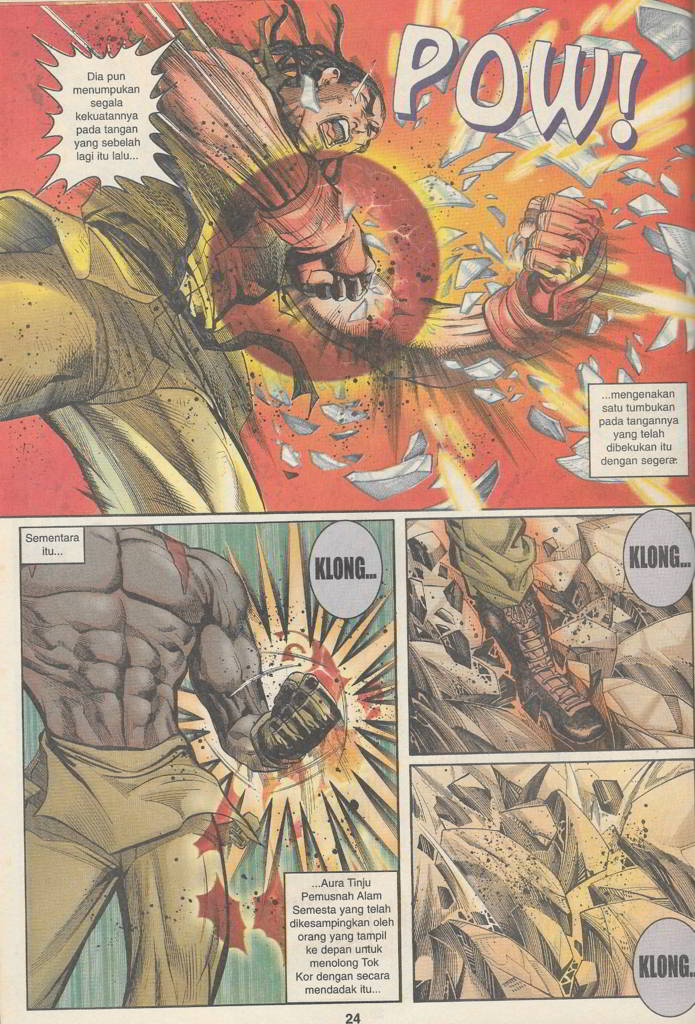 Dia pun
menumpukan
segala
kekuatannya
pada tangan
yang sebelah
lagi itu lalu...
POW!
...mengenakan
satu tumbukan
pada tangannya
yang telah
dibekukan itu
dengan segera.
Sementara
itu...
KLONG...
KLONG...
...Aura Tinju
Pemusnah Alam
Semesta yang telah
dikesampingkan oleh
orang yang tampil
ke depan untuk
menolong Tok
Kor dengan secara
mendadak itu...
KLONG..
24